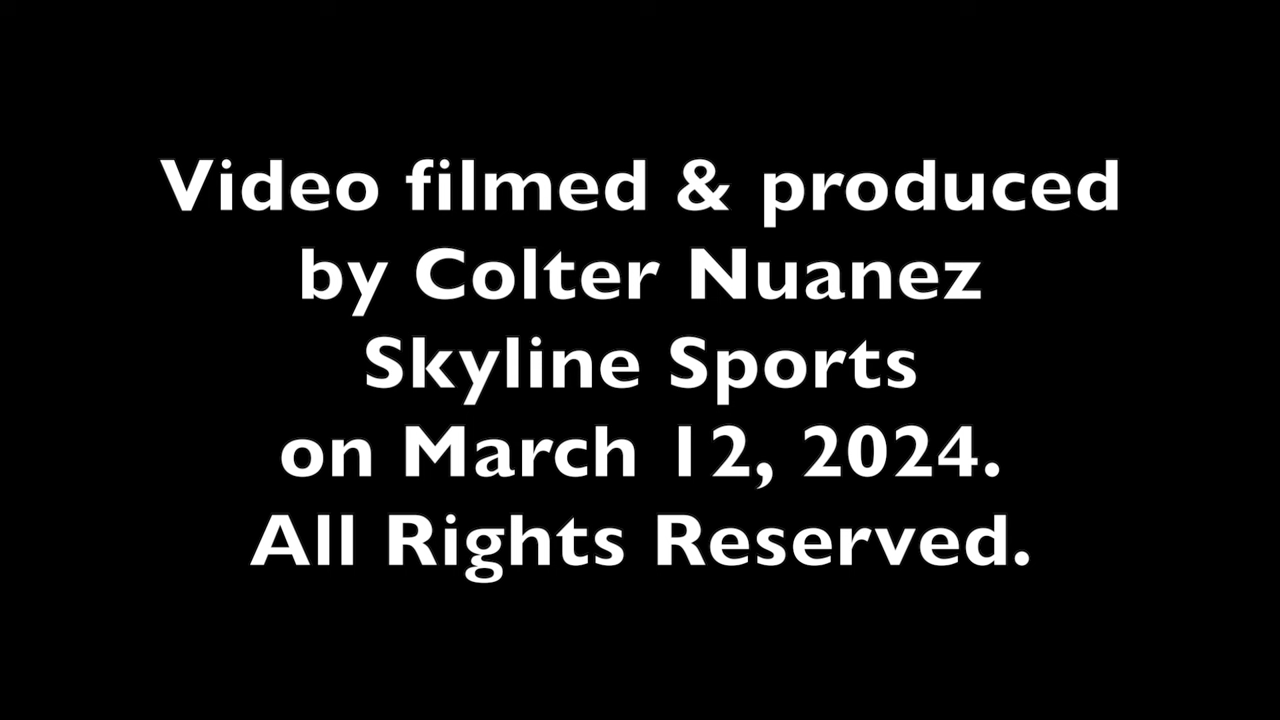 Video filmed & produced
by Colter Nuanez
Skyline Sports
on March 12, 2024.
All Rights Reserved.